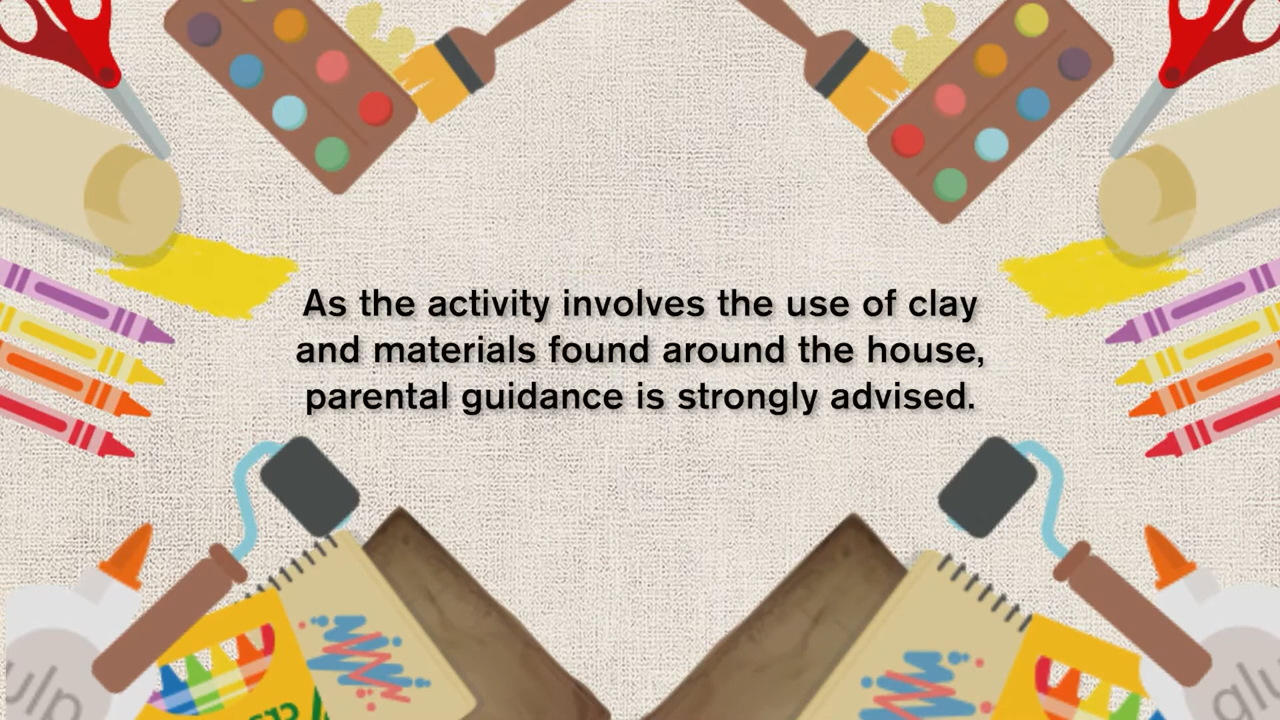 As the activity involves the use of clay
and materials found around the house,
parental guidance is strongly advised.
glu